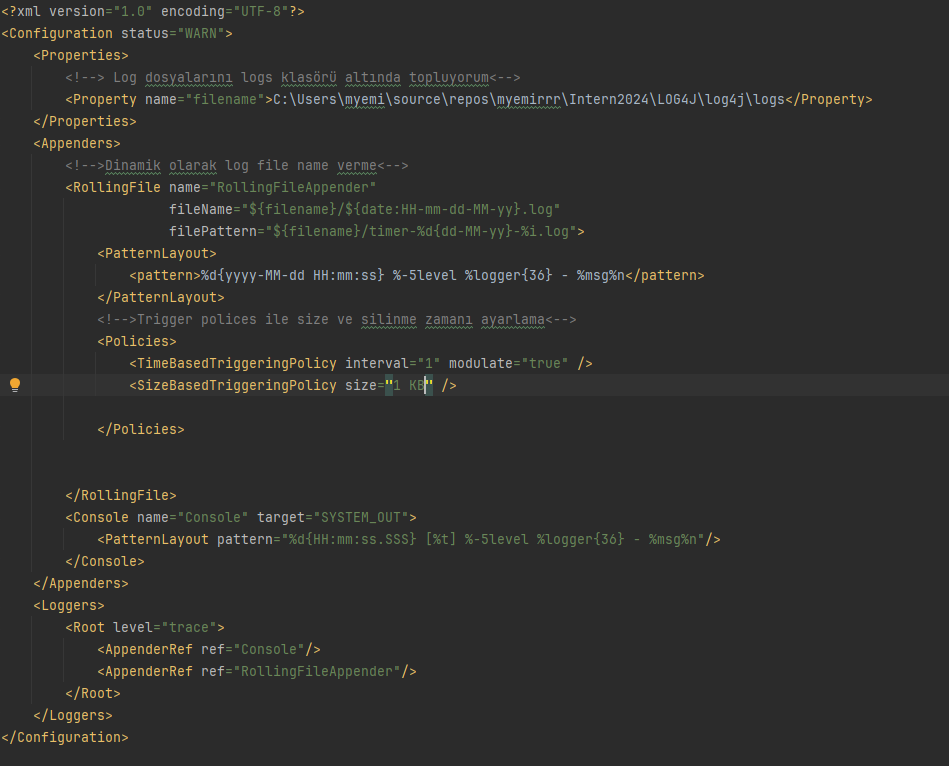 <?xml version="1.0" encoding="UTF-8"?>
<Configuration status="WARN">
    <Properties>
        <!--> Log dosyalarını logs klasörü altında topluyorum<-->
        <Property name="filename">C:\Users\myemi\source\repos\myemirrr\Intern2024\LOG4J\log4j\logs</Property>
    </Properties>
    <Appenders>
        <!-->Dinamik olarak log file name verme<-->
        <RollingFile name="RollingFileAppender"
                     fileName="${filename}/${date:HH-mm-dd-MM-yy}.log"
                     filePattern="${filename}/timer-%d{dd-MM-yy}-%i.log">
            <PatternLayout>
                <pattern>%d{yyyy-MM-dd HH:mm:ss} %-5level %logger{36} - %msg%n</pattern>
            </PatternLayout>
            <!-->Trigger polices ile size ve silinme zamanı ayarlama<-->
            <Policies>
                <TimeBasedTriggeringPolicy interval="1" modulate="true" />
                <SizeBasedTriggeringPolicy size="1 KB" />
            </Policies>
        </RollingFile>
        <Console name="Console" target="SYSTEM_OUT">
            <PatternLayout pattern="%d{HH:mm:ss.SSS} [%t] %-5level %logger{36} - %msg%n"/>
        </Console>
    </Appenders>
    <Loggers>
        <Root level="trace">
            <AppenderRef ref="Console"/>
            <AppenderRef ref="RollingFileAppender"/>
        </Root>
    </Loggers>
</Configuration>